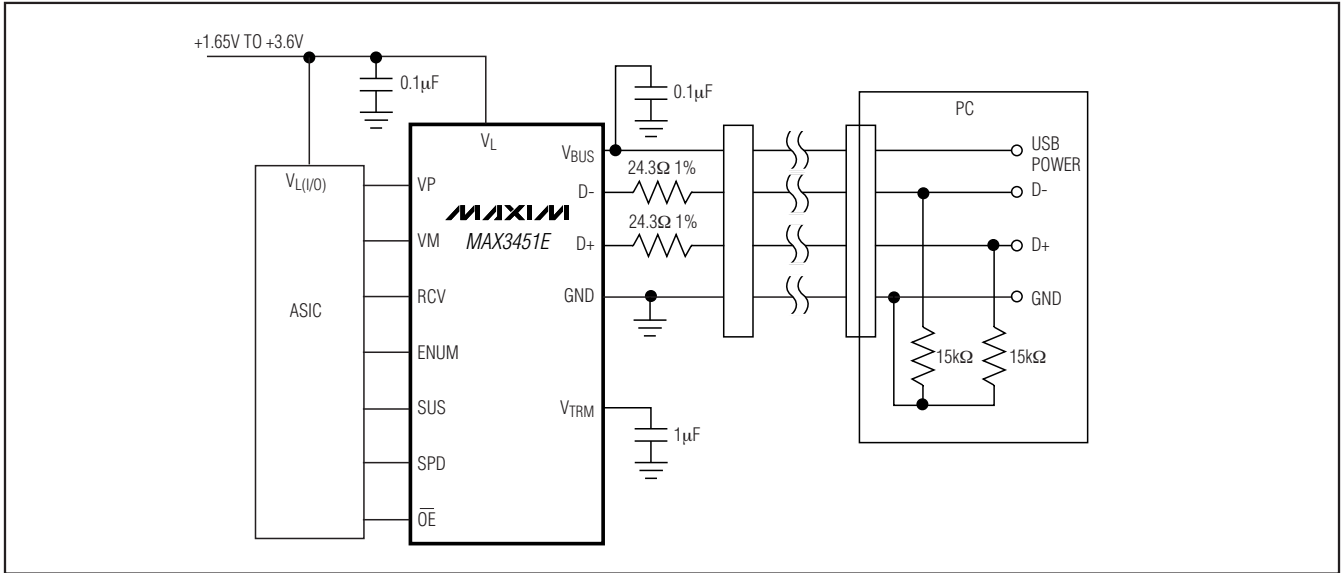 +1.65V TO +3.6V
0.1µF
0.1µF
PC
VL
VBUS
USB
POWER
24.3Ω 1%
VL(I/O)
VP
D-
D-
MAXIM
24.3Ω 1%
VM
MAX3451E
D+
D+
RCV
GND
GND
ASIC
ENUM
15kΩ
15kΩ
SUS
VTRM
1µF
SPD
OE